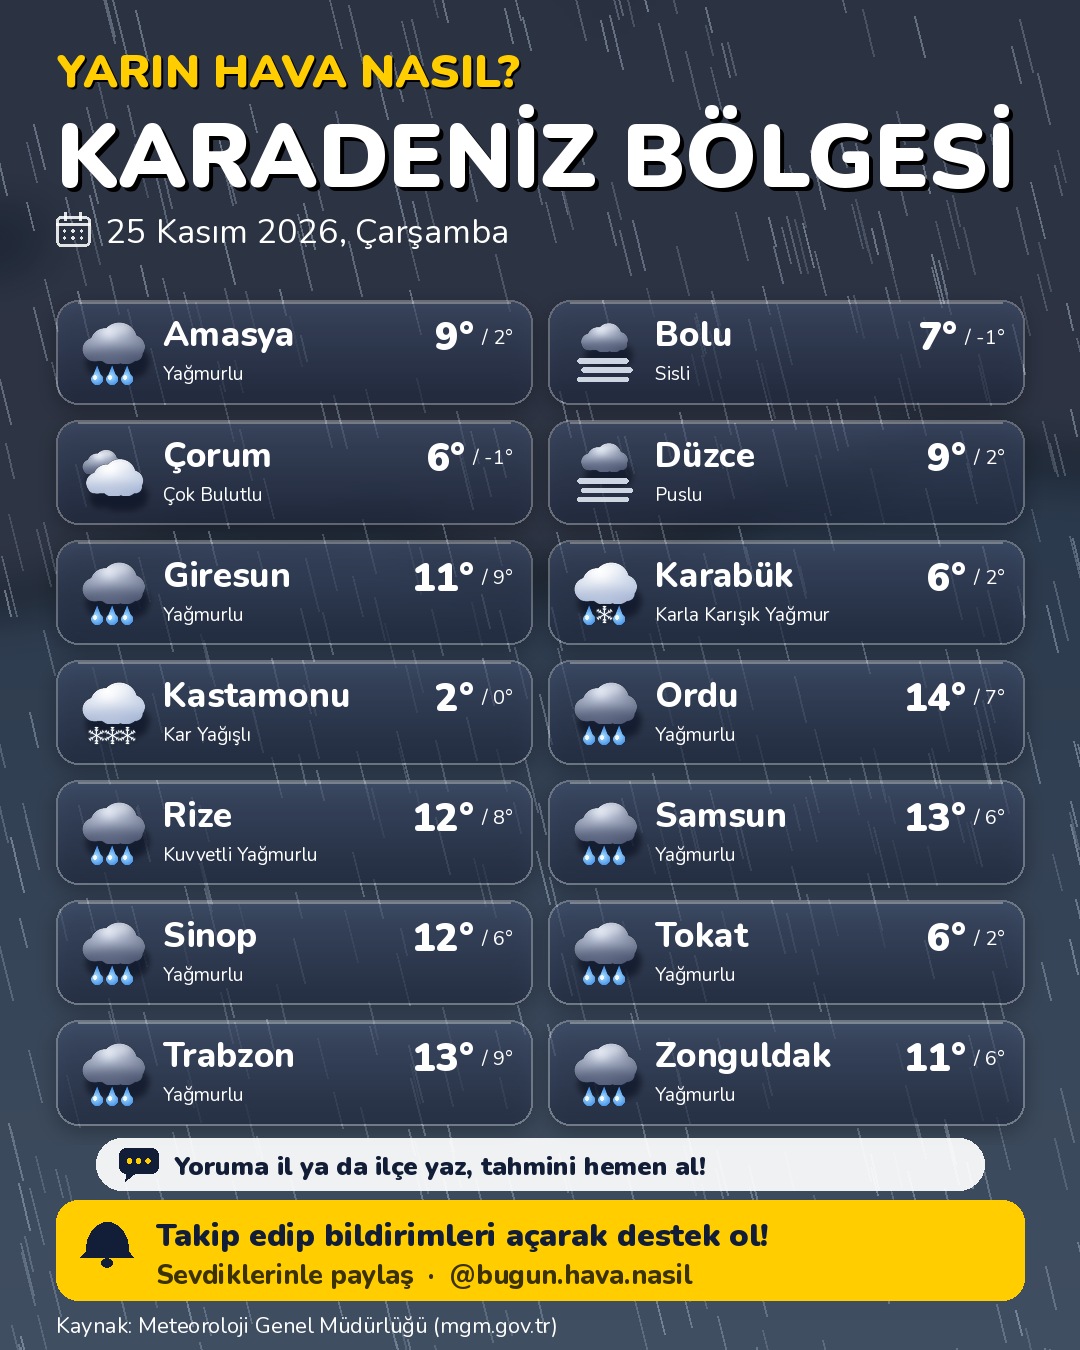 YARIN HAVA NASIL?
KARADENİZ BÖLGESİ
25 Kasım 2026, Çarşamba
Amasya 9° / 2°
Yağmurlu
Bolu 7° / -1°
Sisli
Çorum 6° / -1°
Çok Bulutlu
Düzce 9° / 2°
Puslu
Giresun 11° / 9°
Yağmurlu
Karabük 6° / 2°
Karla Karışık Yağmur
Kastamonu 2° / 0°
Kar Yağışlı
Ordu 14° / 7°
Yağmurlu
Rize 12° / 8°
Kuvvetli Yağmurlu
Samsun 13° / 6°
Yağmurlu
Sinop 12° / 6°
Yağmurlu
Tokat 6° / 2°
Yağmurlu
Trabzon 13° / 9°
Yağmurlu
Zonguldak 11° / 6°
Yağmurlu
Yoruma il ya da ilçe yaz, tahmini hemen al!
Takip edip bildirimleri açarak destek ol!
Sevdiklerinle paylaş · @bugun.hava.nasil
Kaynak: Meteoroloji Genel Müdürlüğü (mgm.gov.tr)